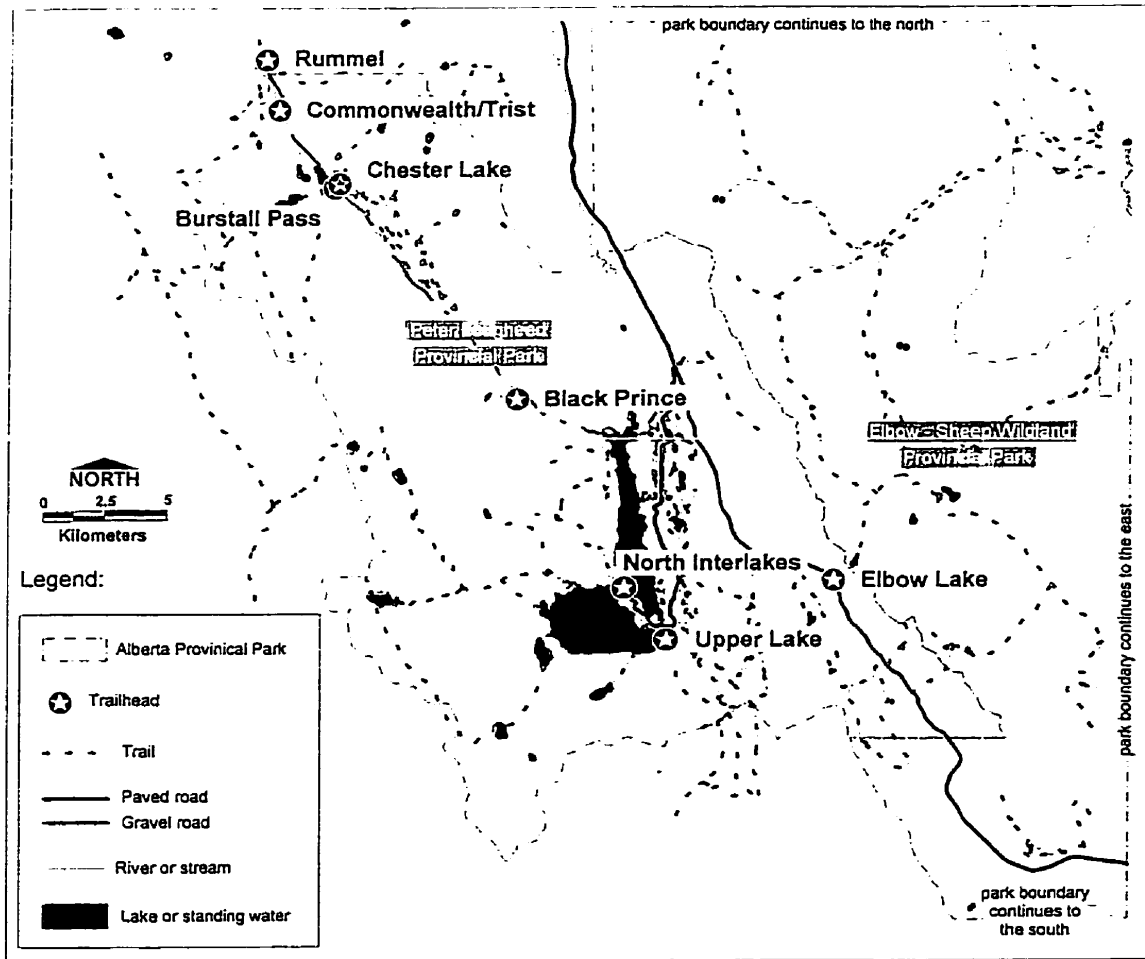 park boundary continues to the north
Rummel
Commonwealth/Trist
Chester Lake
Burstall Pass
Peter Lougheed
Provincial Park
Black Prince
Elbow - Sheep Wildland
Provincial Park
NORTH
0 2.5 5
Kilometers
North Interlakes
Elbow Lake
Upper Lake
park boundary continues to the east
Legend:
Alberta Provinical Park
Trailhead
Trail
Paved road
Gravel road
River or stream
Lake or standing water
park boundary
continues to
the south